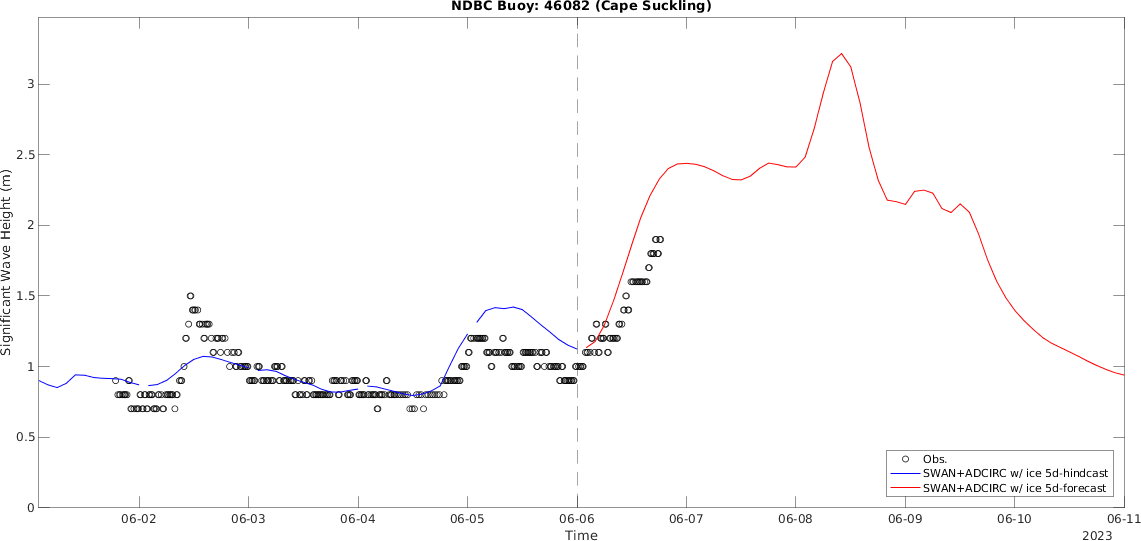 NDBC Buoy: 46082 (Cape Suckling)
Significant Wave Height (m)
3
2.5
2
1.5
1
0.5
0
Obs.
SWAN+ADCIRC w/ ice 5d-hindcast
SWAN+ADCIRC w/ ice 5d-forecast
06-02 06-03 06-04 06-05 06-06 06-07 06-08 06-09 06-10 06-11
Time
2023